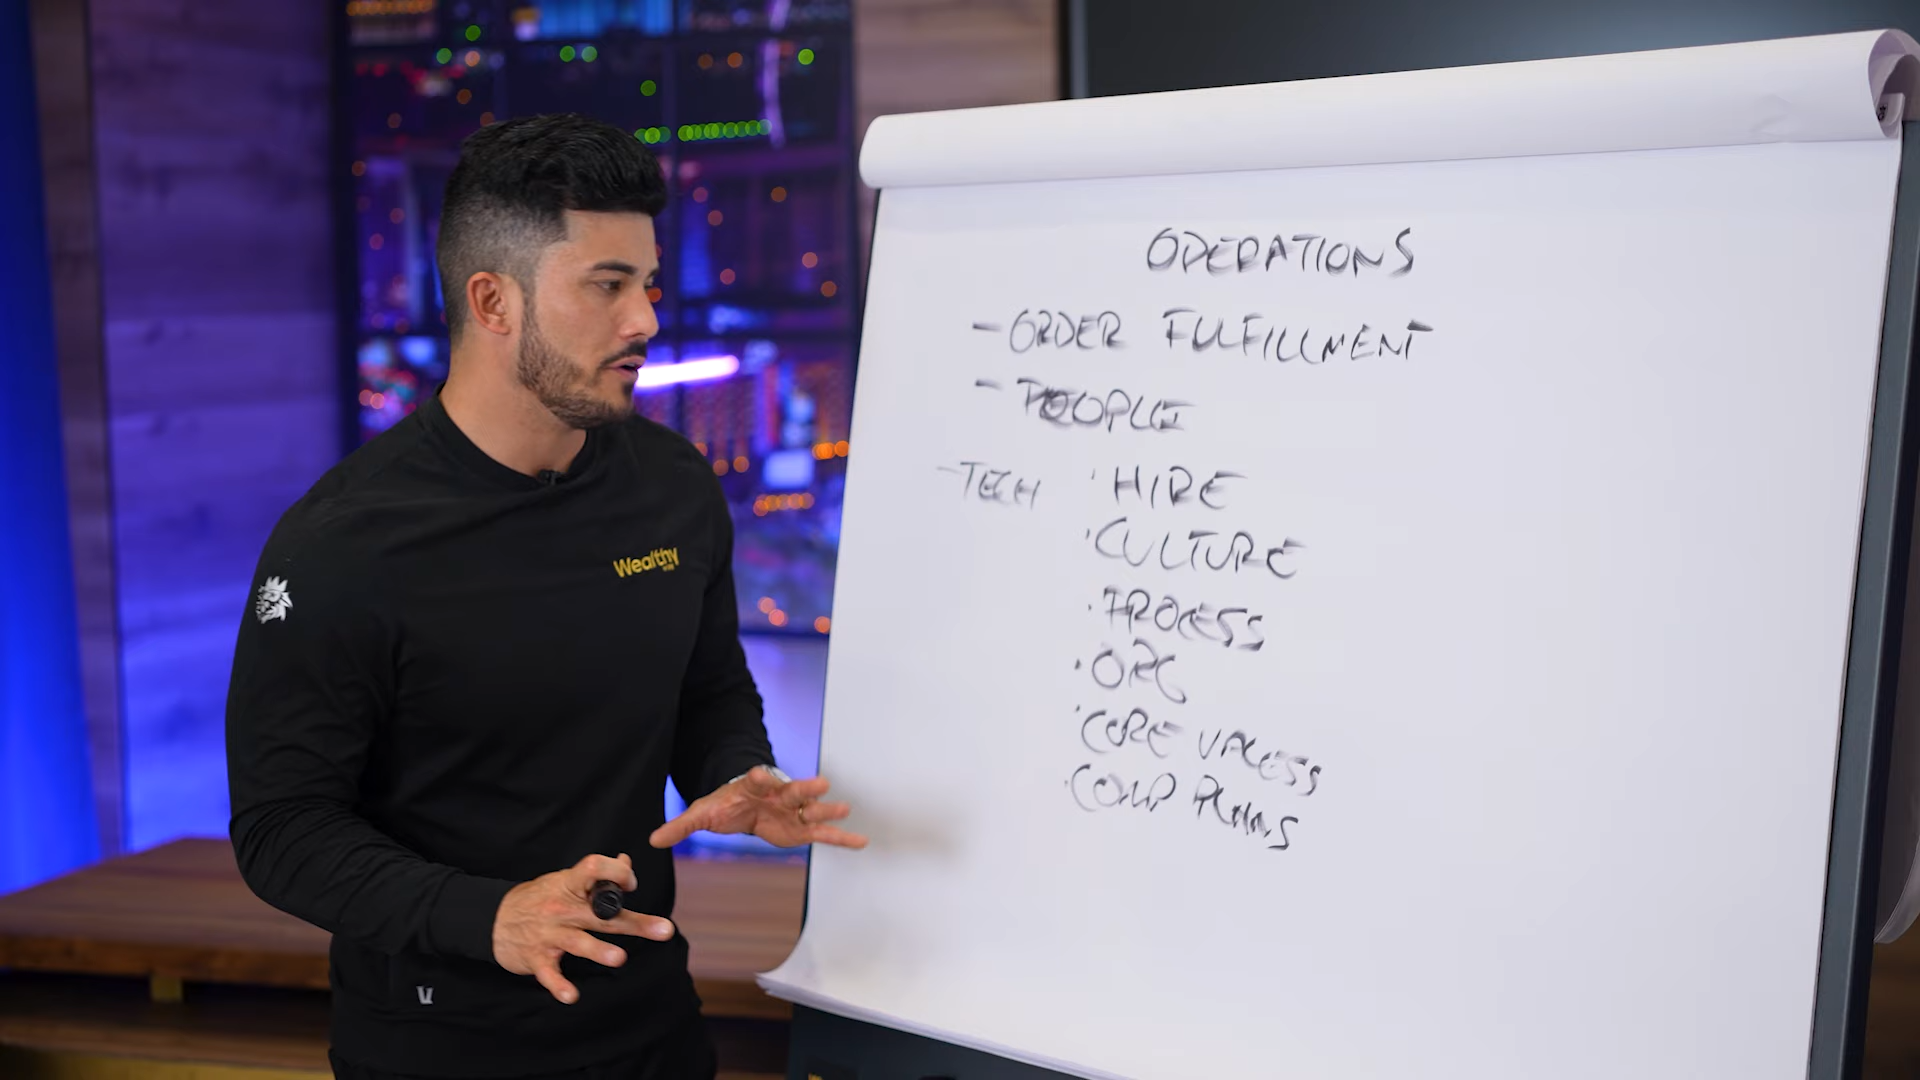 OPERATIONS
- ORDER FULFILLMENT
- PEOPLE
- TECH · HIRE
· CULTURE
· PROCESS
· ORG
· CORE VALUES
· COMP PLANS
Wealthy